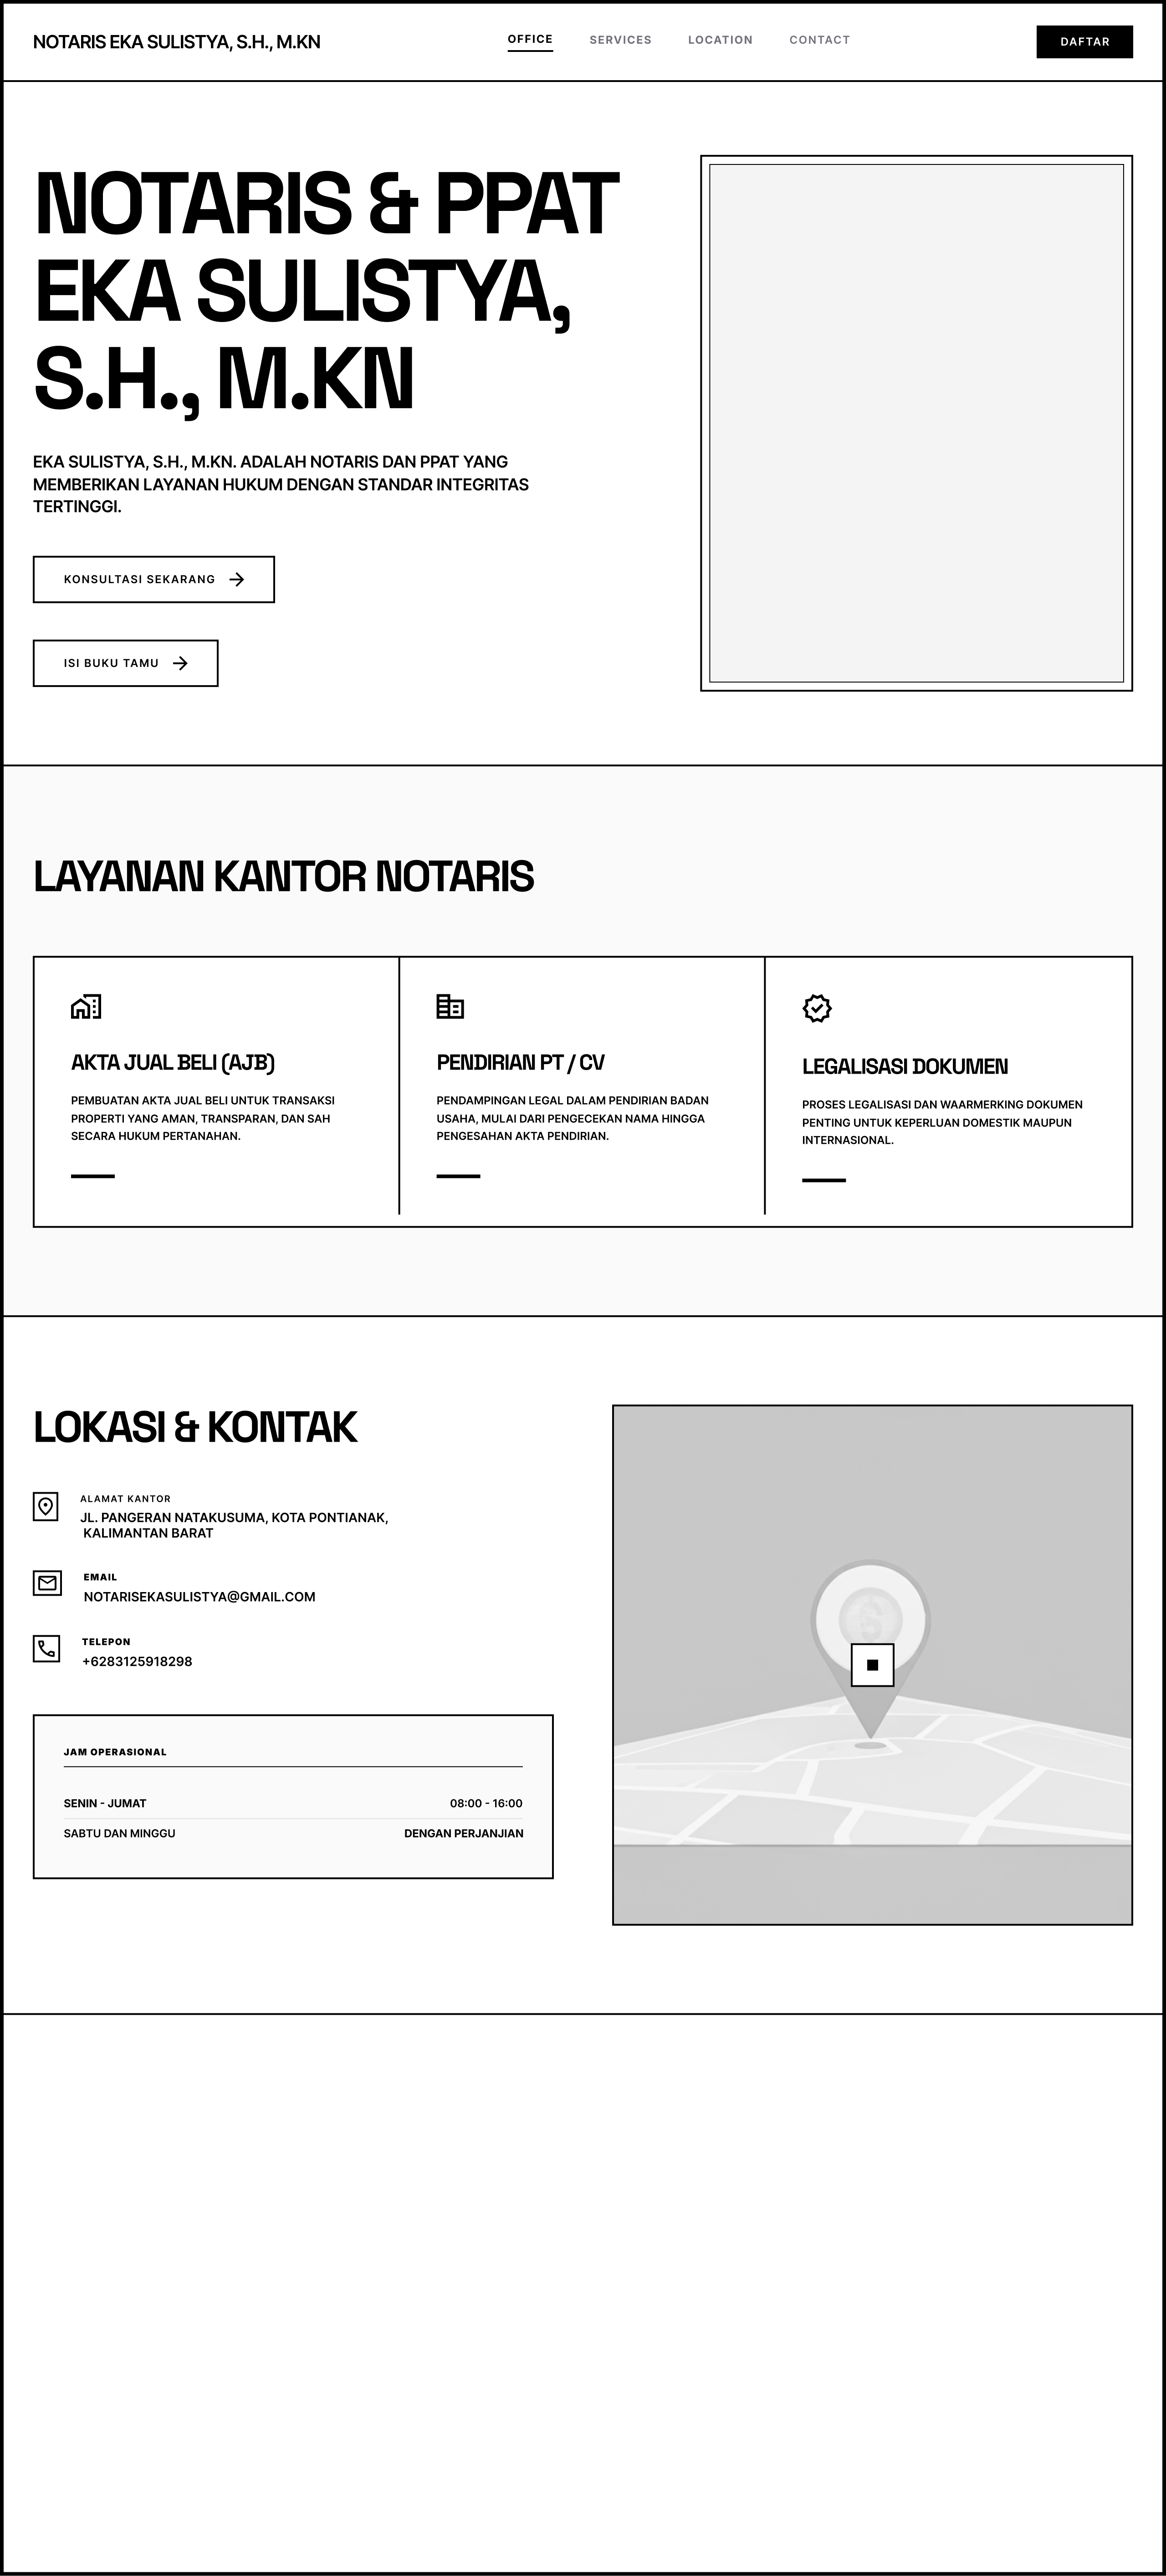 NOTARIS EKA SULISTYA, S.H., M.KN
OFFICE
SERVICES
LOCATION
CONTACT
DAFTAR
NOTARIS & PPAT
EKA SULISTYA,
S.H., M.KN
EKA SULISTYA, S.H., M.KN. ADALAH NOTARIS DAN PPAT YANG
MEMBERIKAN LAYANAN HUKUM DENGAN STANDAR INTEGRITAS
TERTINGGI.
KONSULTASI SEKARANG
ISI BUKU TAMU
LAYANAN KANTOR NOTARIS
AKTA JUAL BELI (AJB)
PEMBUATAN AKTA JUAL BELI UNTUK TRANSAKSI
PROPERTI YANG AMAN, TRANSPARAN, DAN SAH
SECARA HUKUM PERTANAHAN.
PENDIRIAN PT / CV
PENDAMPINGAN LEGAL DALAM PENDIRIAN BADAN
USAHA, MULAI DARI PENGECEKAN NAMA HINGGA
PENGESAHAN AKTA PENDIRIAN.
LEGALISASI DOKUMEN
PROSES LEGALISASI DAN WAARMERKING DOKUMEN
PENTING UNTUK KEPERLUAN DOMESTIK MAUPUN
INTERNASIONAL.
LOKASI & KONTAK
ALAMAT KANTOR
JL. PANGERAN NATAKUSUMA, KOTA PONTIANAK,
KALIMANTAN BARAT
EMAIL
NOTARISEKASULISTYA@GMAIL.COM
TELEPON
+6283125918298
JAM OPERASIONAL
SENIN - JUMAT
08:00 - 16:00
SABTU DAN MINGGU
DENGAN PERJANJIAN
$